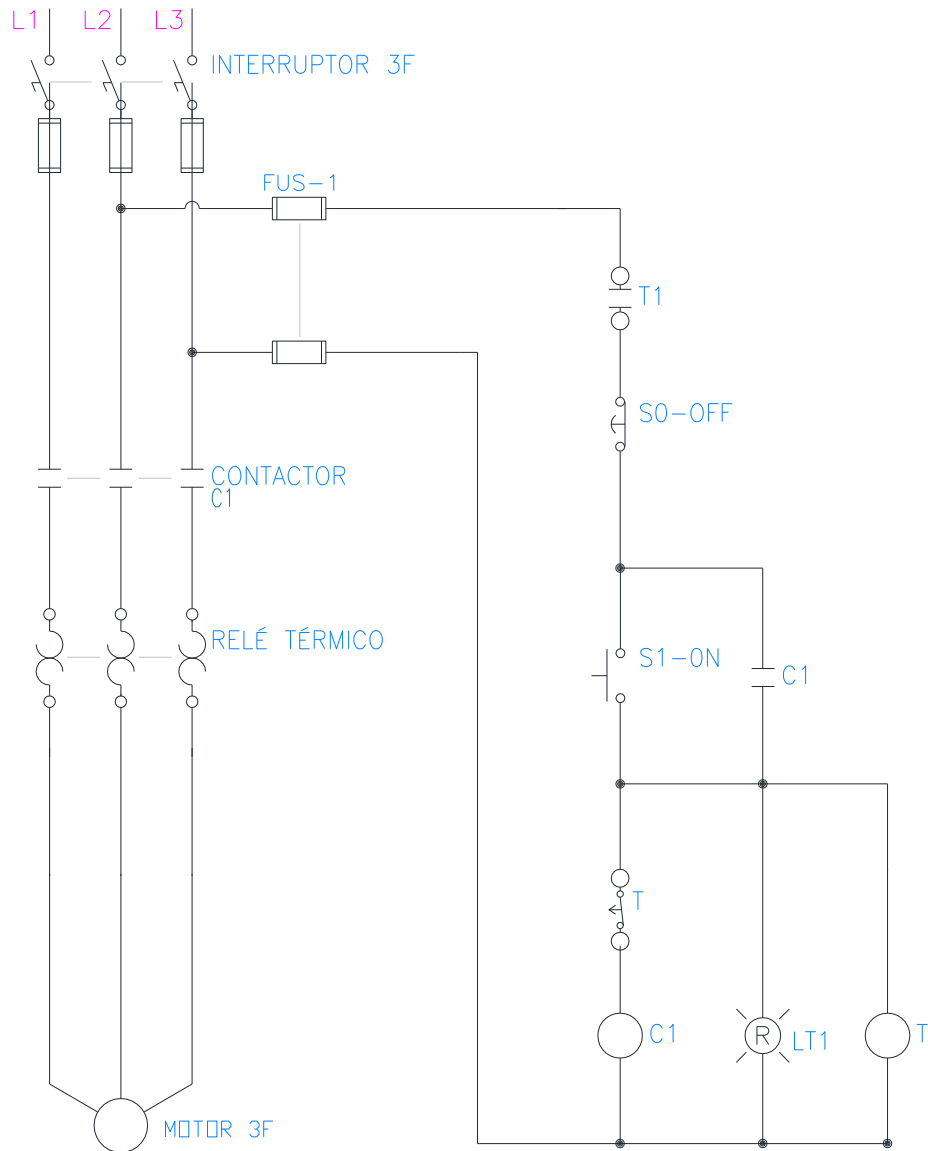 L1 L2 L3
INTERRUPTOR 3F
FUS-1
T1
S0-OFF
CONTACTOR
C1
RELÉ TÉRMICO
S1-ON
C1
T
C1
R
LT1
T
MOTOR 3F